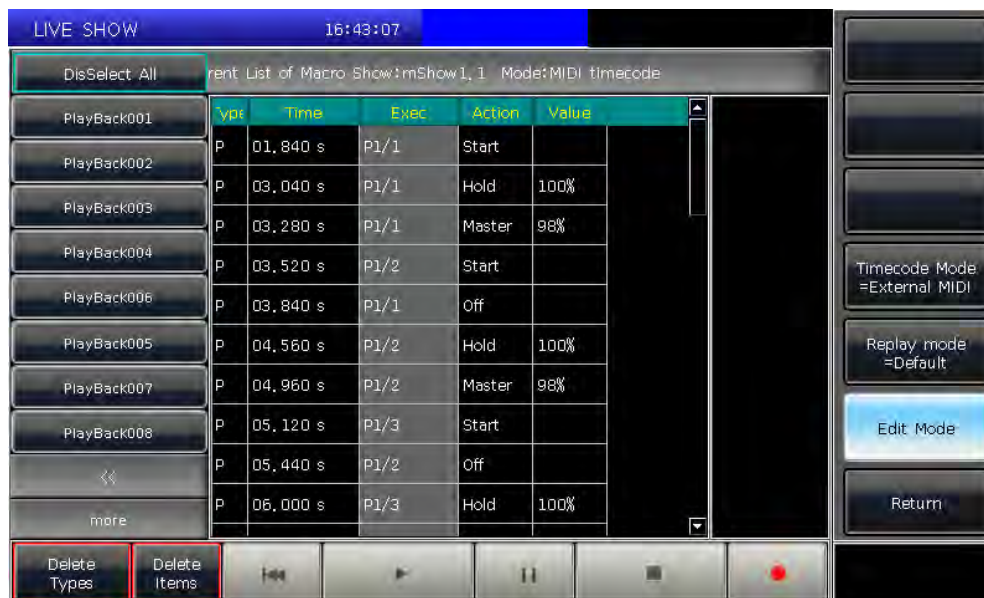 LIVE SHOW 16:43:07
DisSelect All
rent List of Macro Show:mShow1.1 Mode:MIDI timecode
PlayBack001
PlayBack002
PlayBack003
PlayBack004
PlayBack006
PlayBack005
PlayBack007
PlayBack008
<<
more
ype Time Exec Action Value
P 01.840 s P1/1 Start
P 03.040 s P1/1 Hold 100%
P 03.280 s P1/1 Master 98%
P 03.520 s P1/2 Start
P 03.840 s P1/1 Off
P 04.560 s P1/2 Hold 100%
P 04.960 s P1/2 Master 98%
P 05.120 s P1/3 Start
P 05.440 s P1/2 Off
P 06.000 s P1/3 Hold 100%
Timecode Mode
=External MIDI
Replay mode
=Default
Edit Mode
Return
Delete
Types
Delete
Items